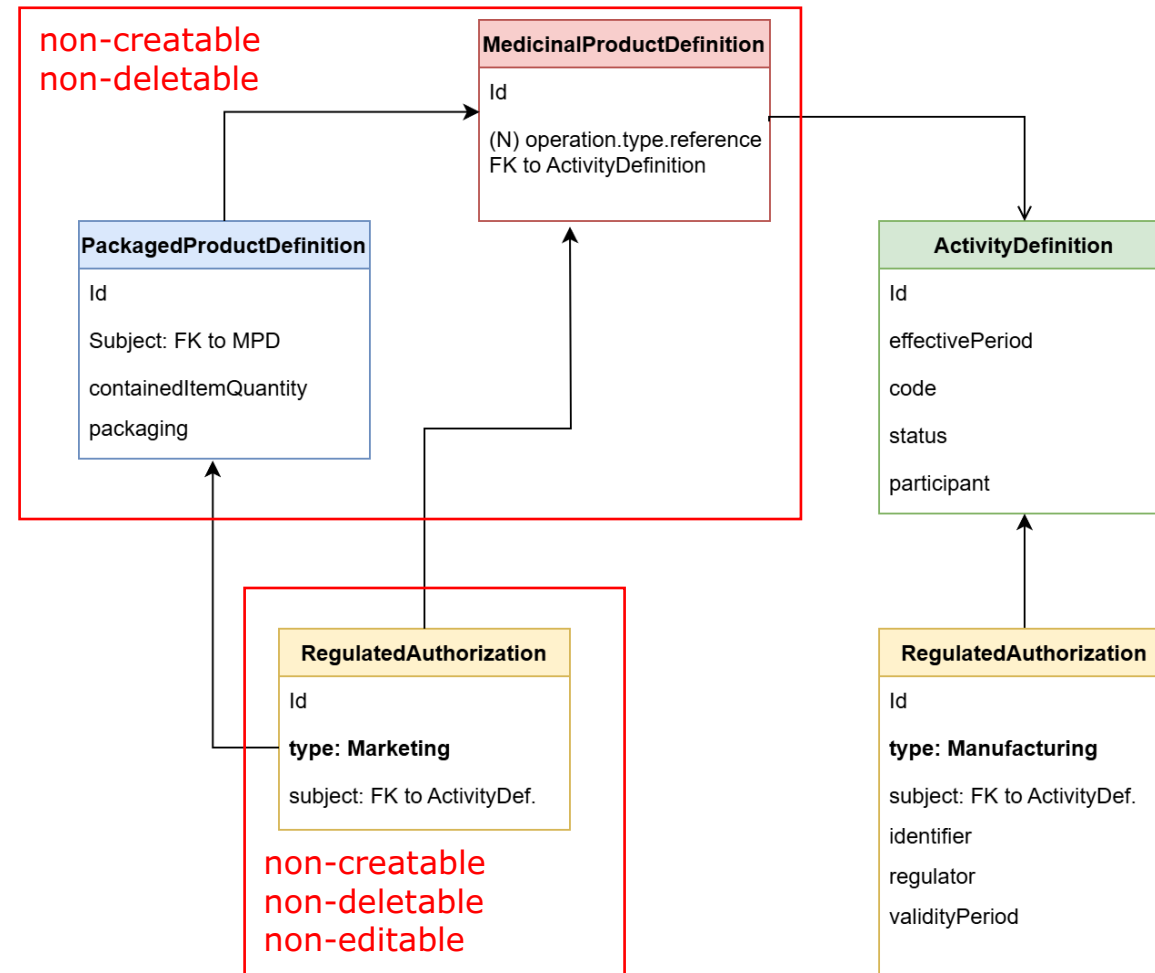 non-creatable
non-deletable
MedicinalProductDefinition
Id
(N) operation.type.reference
FK to ActivityDefinition
PackagedProductDefinition
Id
Subject: FK to MPD
containedItemQuantity
packaging
ActivityDefinition
Id
effectivePeriod
code
status
participant
RegulatedAuthorization
Id
type: Marketing
subject: FK to ActivityDef.
non-creatable
non-deletable
non-editable
RegulatedAuthorization
Id
type: Manufacturing
subject: FK to ActivityDef.
identifier
regulator
validityPeriod